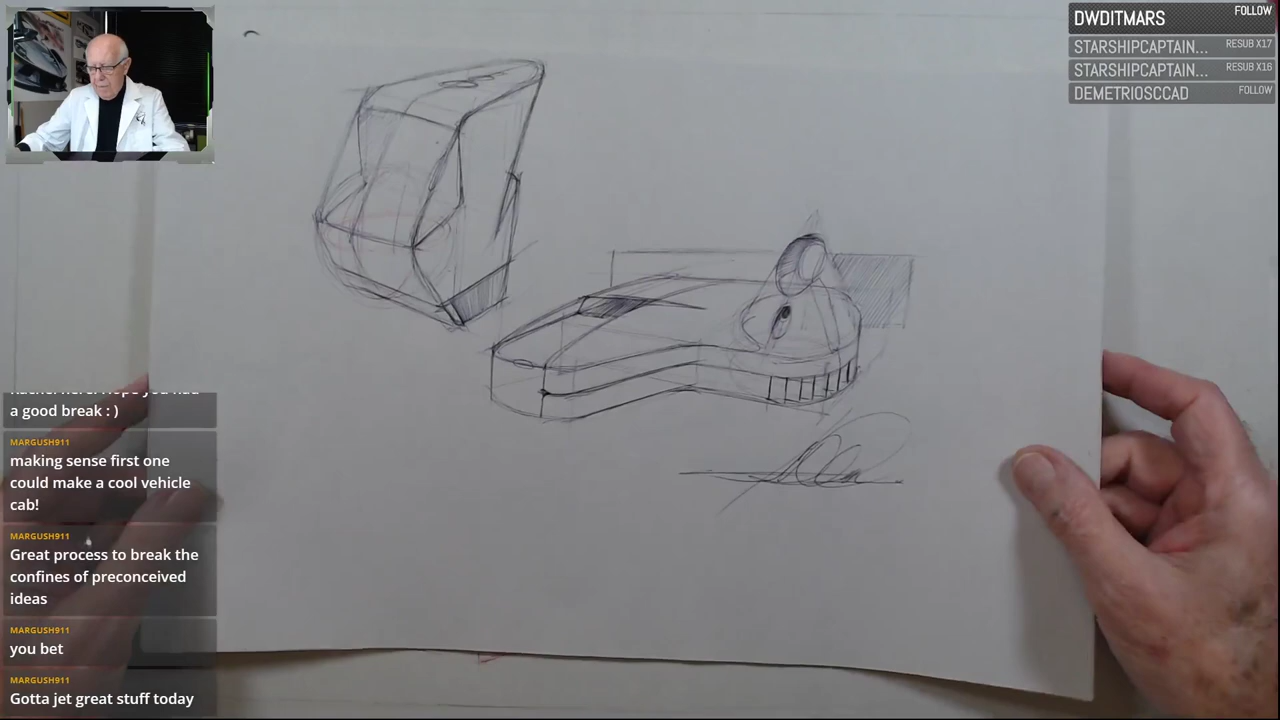 DWDITMARS FOLLOW
STARSHIPCAPTAIN... RESUB X17
STARSHIPCAPTAIN... RESUB X16
DEMETRIOSCCAD FOLLOW
a good break : )
MARGUSH911
making sense first one
could make a cool vehicle
cab!
MARGUSH911
Great process to break the
confines of preconceived
ideas
MARGUSH911
you bet
MARGUSH911
Gotta jet great stuff today